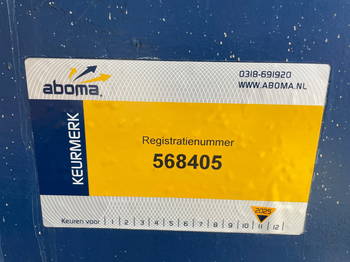 aboma
0318-691920
WWW.ABOMA.NL
KEURMERK
Registratienummer
568405
2025
Keuren voor | 1 | 2 | 3 | 4 | 5 | 6 | 7 | 8 | 9 | 10 | 11 | 12 |